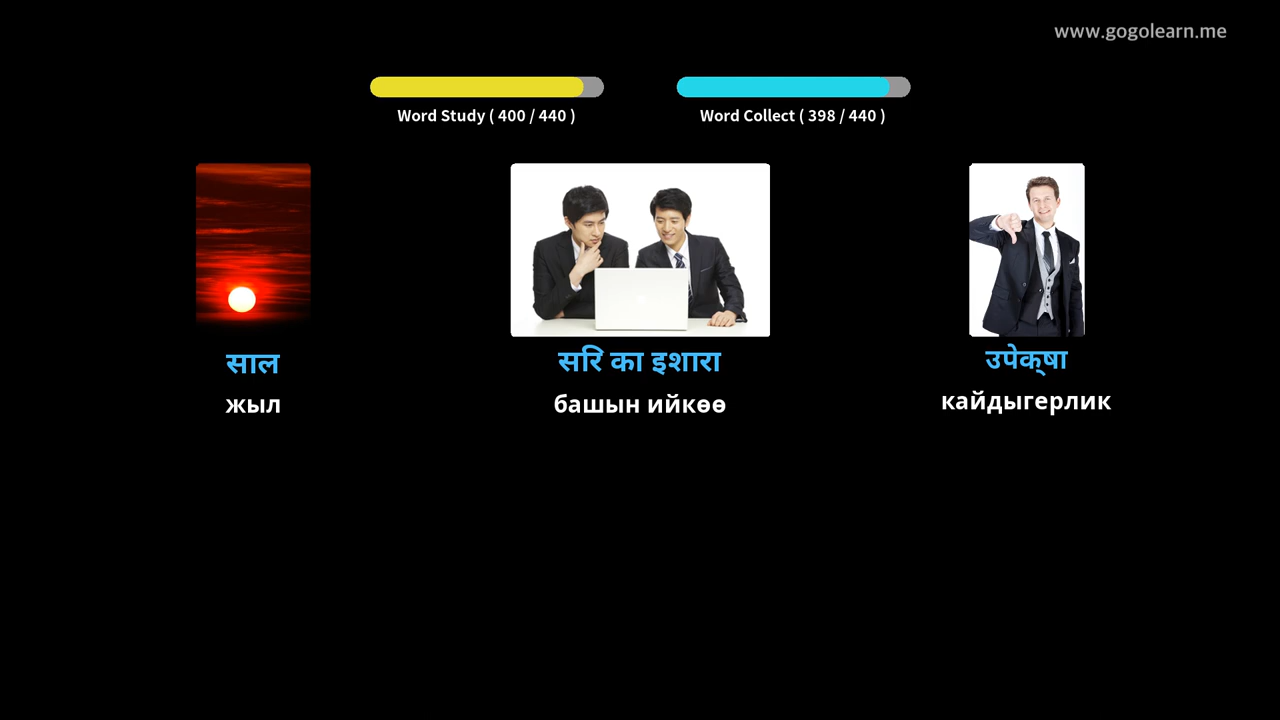 www.gogolearn.me
Word Study ( 400 / 440 )
Word Collect ( 398 / 440 )
साल
सरि का इशारा
उपेक्‌षा
жыл
башын ийкөө
кайдыгерлик